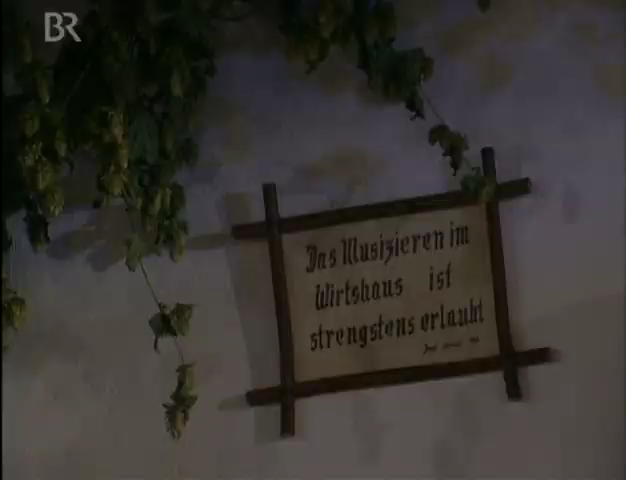 BR
Das Musizieren im
Wirtshaus ist
strengstens erlaubt